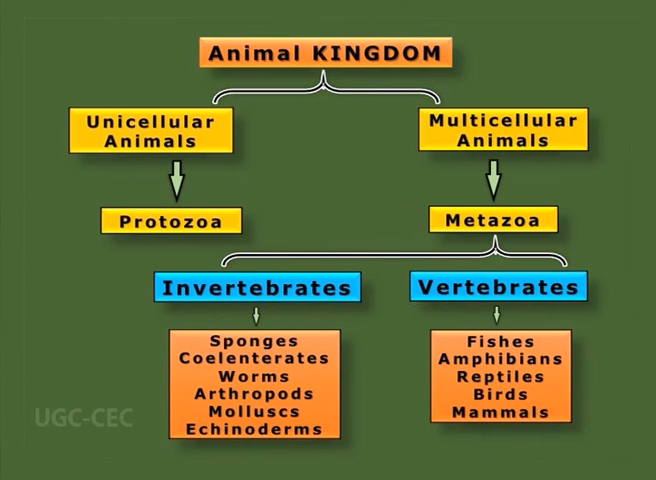 Animal KINGDOM
Unicellular
Animals
Multicellular
Animals
Protozoa
Metazoa
Invertebrates
Vertebrates
Sponges
Coelenterates
Worms
Arthropods
Molluscs
Echinoderms
Fishes
Amphibians
Reptiles
Birds
Mammals
UGC-CEC